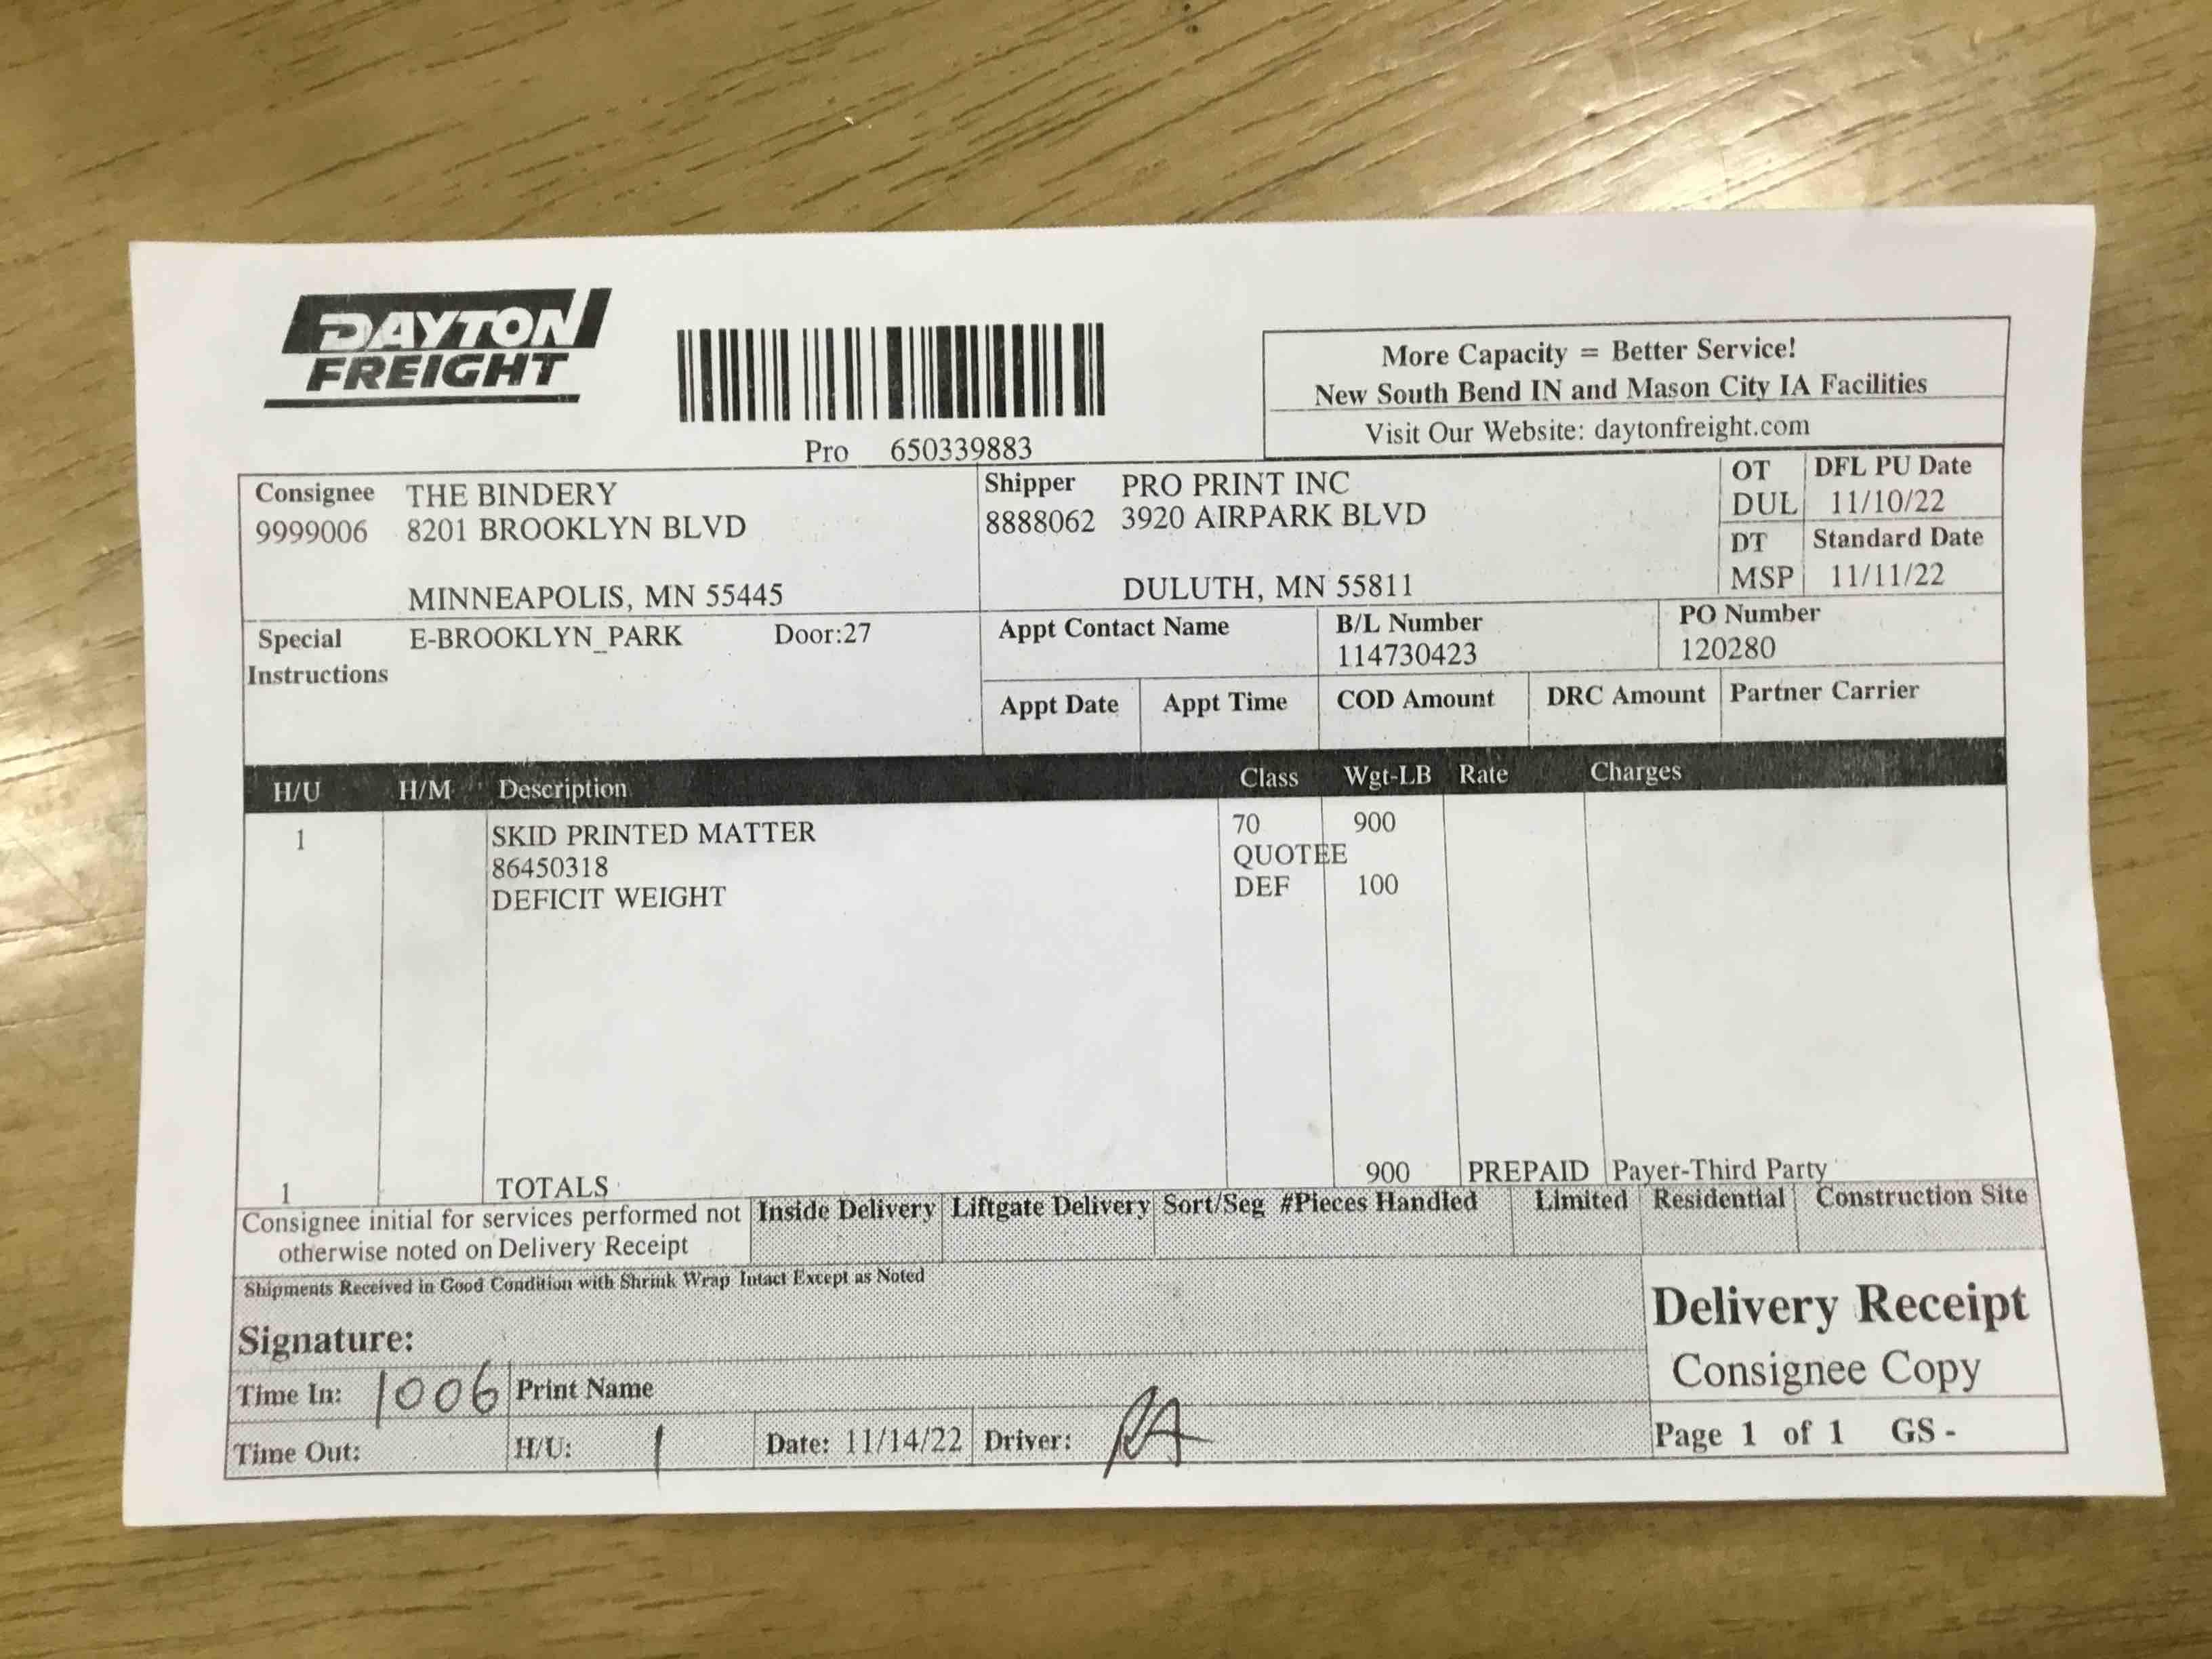 DAYTON
FREIGHT
Pro 650339883
More Capacity = Better Service!
New South Bend IN and Mason City IA Facilities
Visit Our Website: daytonfreight.com
Consignee THE BINDERY
9999006 8201 BROOKLYN BLVD
MINNEAPOLIS, MN 55445
Shipper PRO PRINT INC
8888062 3920 AIRPARK BLVD
DULUTH, MN 55811
OT DFL PU Date
DUL 11/10/22
DT Standard Date
MSP 11/11/22
Special Instructions E-BROOKLYN_PARK Door:27
Appt Contact Name
B/L Number
114730423
PO Number
120280
Appt Date Appt Time COD Amount DRC Amount Partner Carrier
H/U H/M Description Class Wgt-LB Rate Charges
1 SKID PRINTED MATTER 70 900
86450318 QUOTEE
DEFICIT WEIGHT DEF 100
1 TOTALS 900 PREPAID Payer-Third Party
Consignee initial for services performed not
otherwise noted on Delivery Receipt
Inside Delivery Liftgate Delivery Sort/Seg #Pieces Handled Limited Residential Construction Site
Shipments Received in Good Condition with Shrink Wrap Intact Except as Noted
Signature:
Time In: 1006 Print Name
Time Out: H/U: 1 Date: 11/14/22 Driver: RA
Delivery Receipt
Consignee Copy
Page 1 of 1 GS -